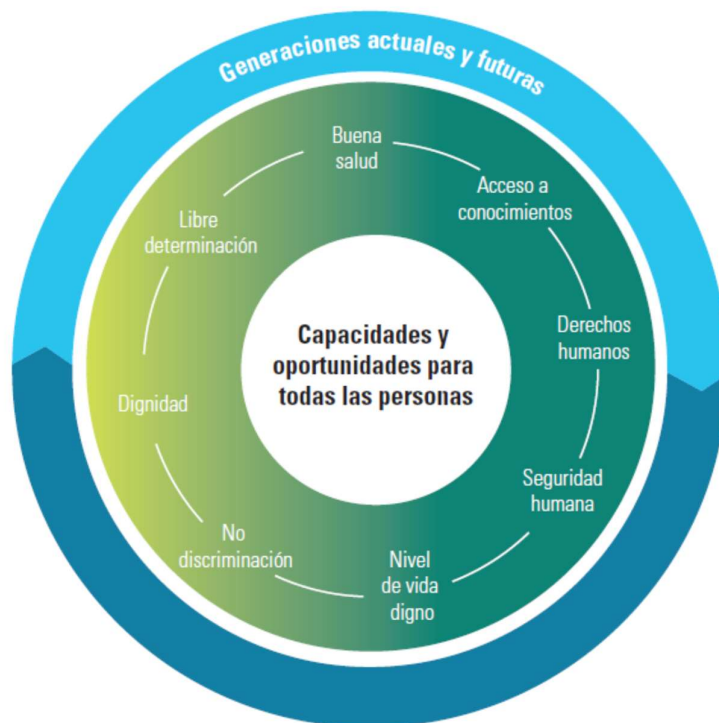 Generaciones actuales y futuras
Buena
salud
Acceso a
conocimientos
Derechos
humanos
Seguridad
humana
Nivel
de vida
digno
No
discriminación
Dignidad
Libre
determinación
Capacidades y
oportunidades para
todas las personas